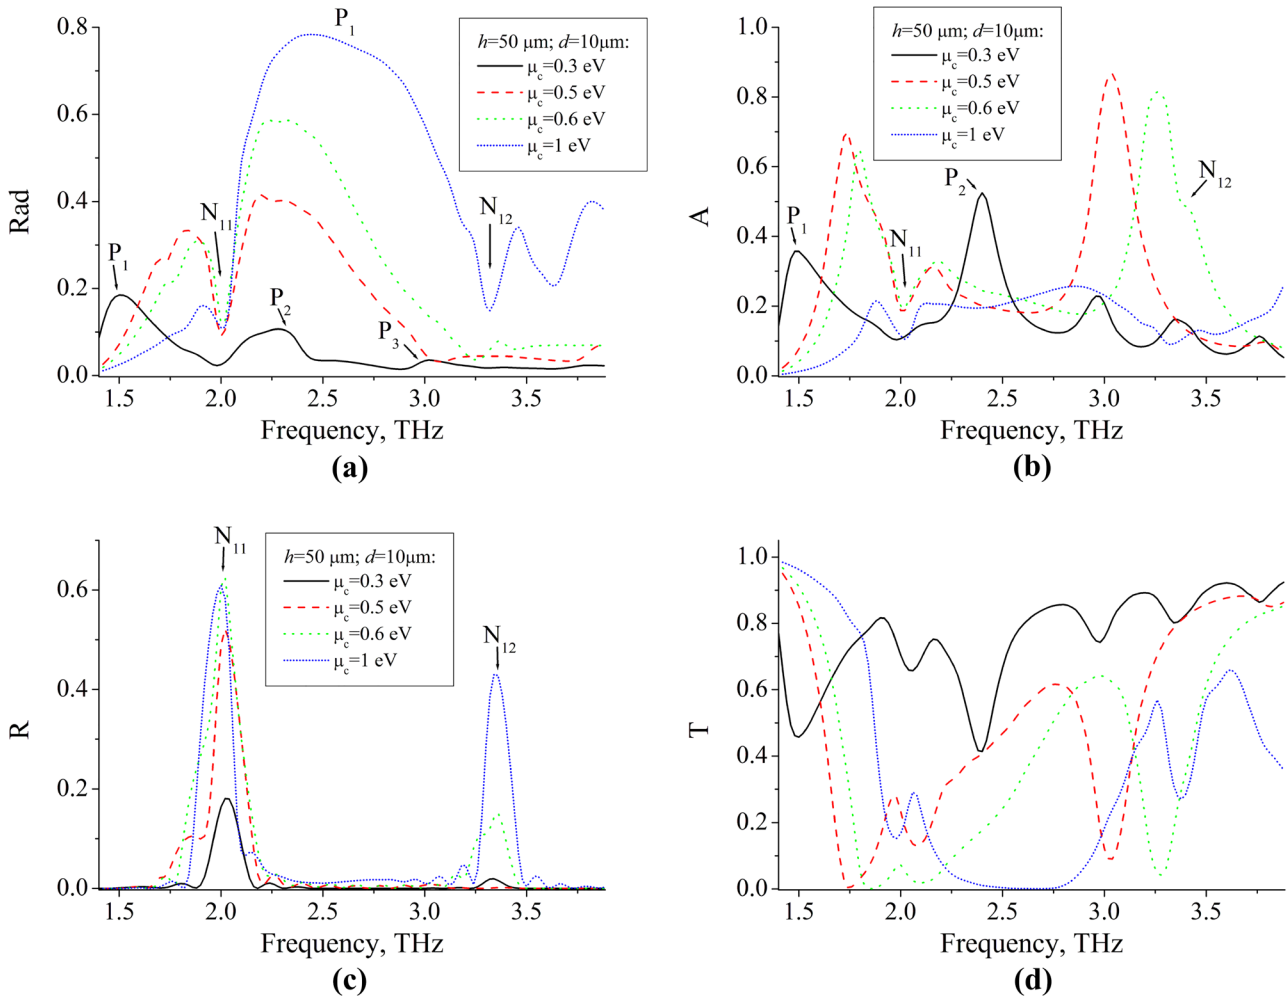 P1
Rad
0.8
0.6
0.4
0.2
0.0
h=50 μm; d=10μm:
μc=0.3 eV
μc=0.5 eV
μc=0.6 eV
μc=1 eV
N11
N12
P1
P2
P3
1.5 2.0 2.5 3.0 3.5
Frequency, THz
(a)
A
1.0
0.8
0.6
0.4
0.2
0.0
h=50 μm; d=10μm:
μc=0.3 eV
μc=0.5 eV
μc=0.6 eV
μc=1 eV
P2
N12
P1
N11
1.5 2.0 2.5 3.0 3.5
Frequency, THz
(b)
R
0.6
0.4
0.2
0.0
N11
h=50 μm; d=10μm:
μc=0.3 eV
μc=0.5 eV
μc=0.6 eV
μc=1 eV
N12
1.5 2.0 2.5 3.0 3.5
Frequency, THz
(c)
T
1.0
0.8
0.6
0.4
0.2
0.0
1.5 2.0 2.5 3.0 3.5
Frequency, THz
(d)